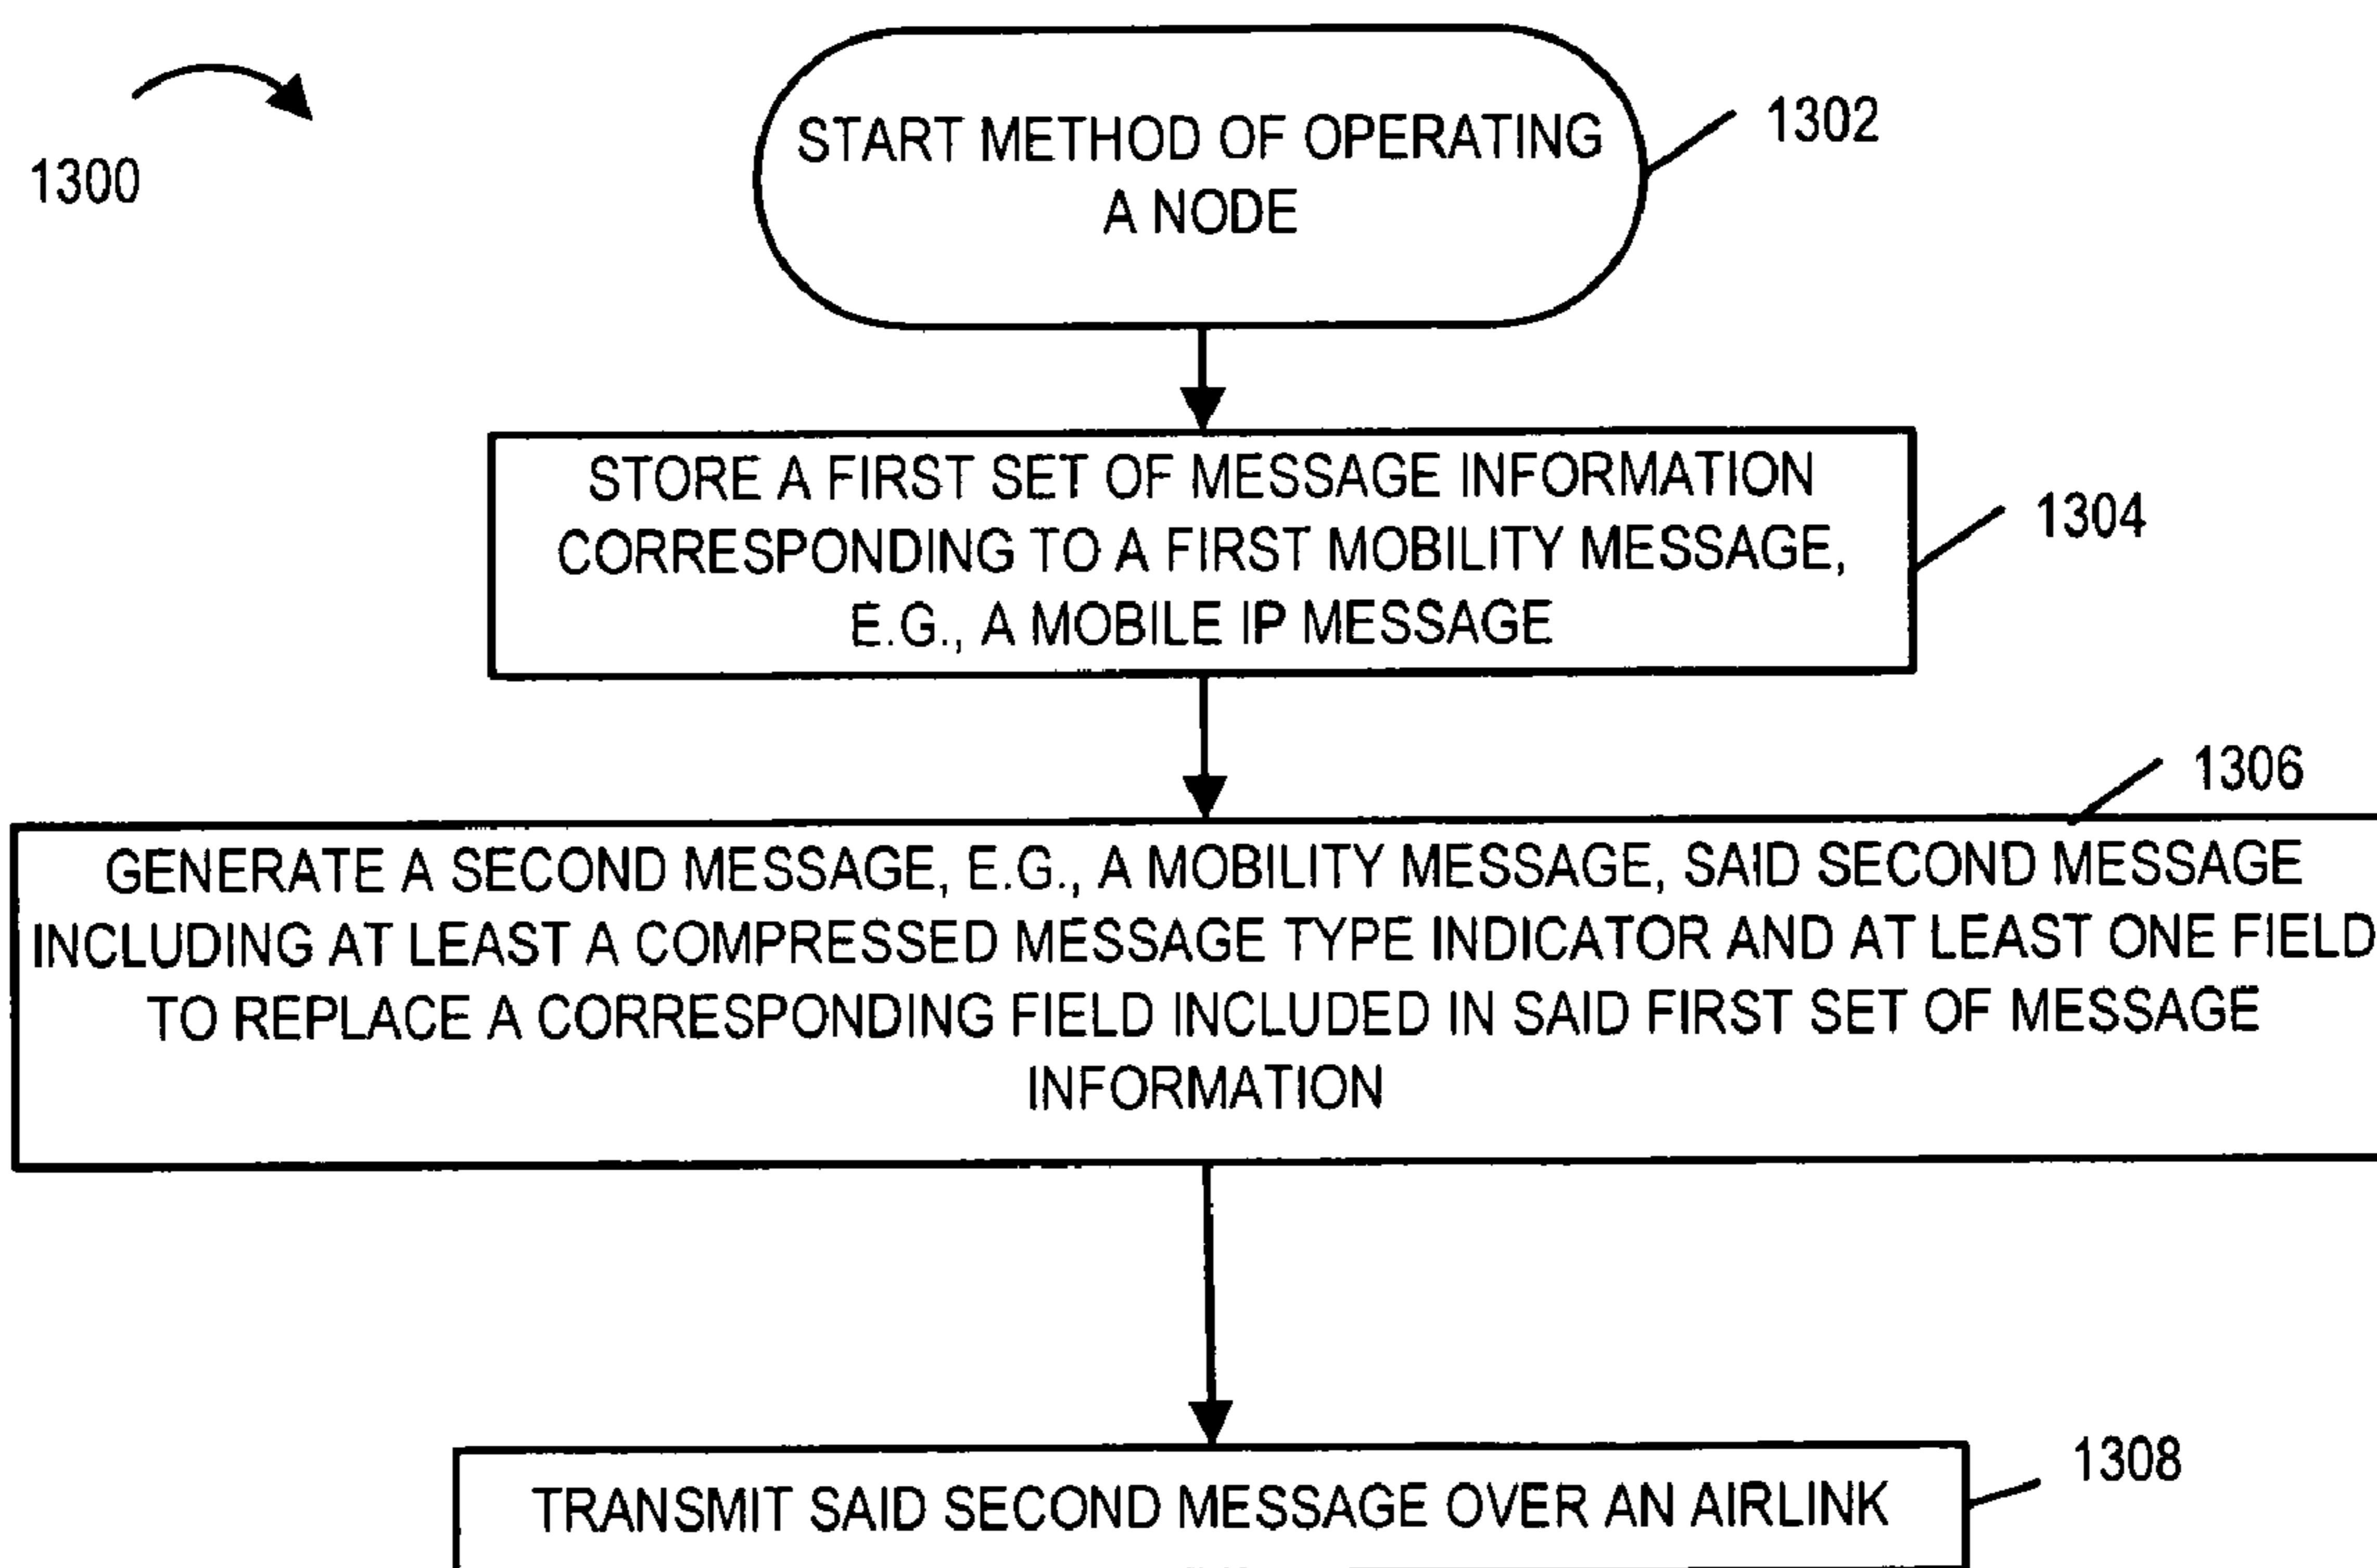 1300
START METHOD OF OPERATING
A NODE
1302
STORE A FIRST SET OF MESSAGE INFORMATION
CORRESPONDING TO A FIRST MOBILITY MESSAGE,
E.G., A MOBILE IP MESSAGE
1304
1306
GENERATE A SECOND MESSAGE, E.G., A MOBILITY MESSAGE, SAID SECOND MESSAGE
INCLUDING AT LEAST A COMPRESSED MESSAGE TYPE INDICATOR AND AT LEAST ONE FIELD
TO REPLACE A CORRESPONDING FIELD INCLUDED IN SAID FIRST SET OF MESSAGE
INFORMATION
1308
TRANSMIT SAID SECOND MESSAGE OVER AN AIRLINK